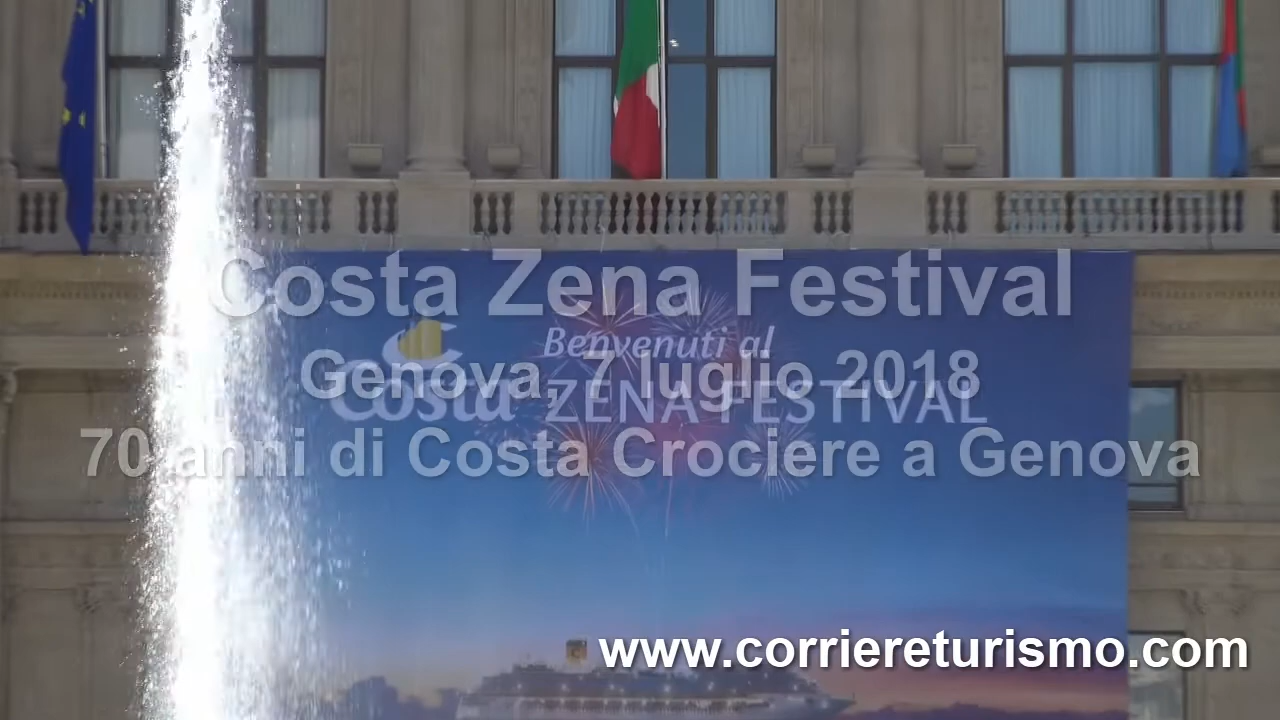 Costa Zena Festival
Benvenuti al
Genova, 7 luglio 2018
Costa ZENA FESTIVAL
70 anni di Costa Crociere a Genova
www.corriereturismo.com